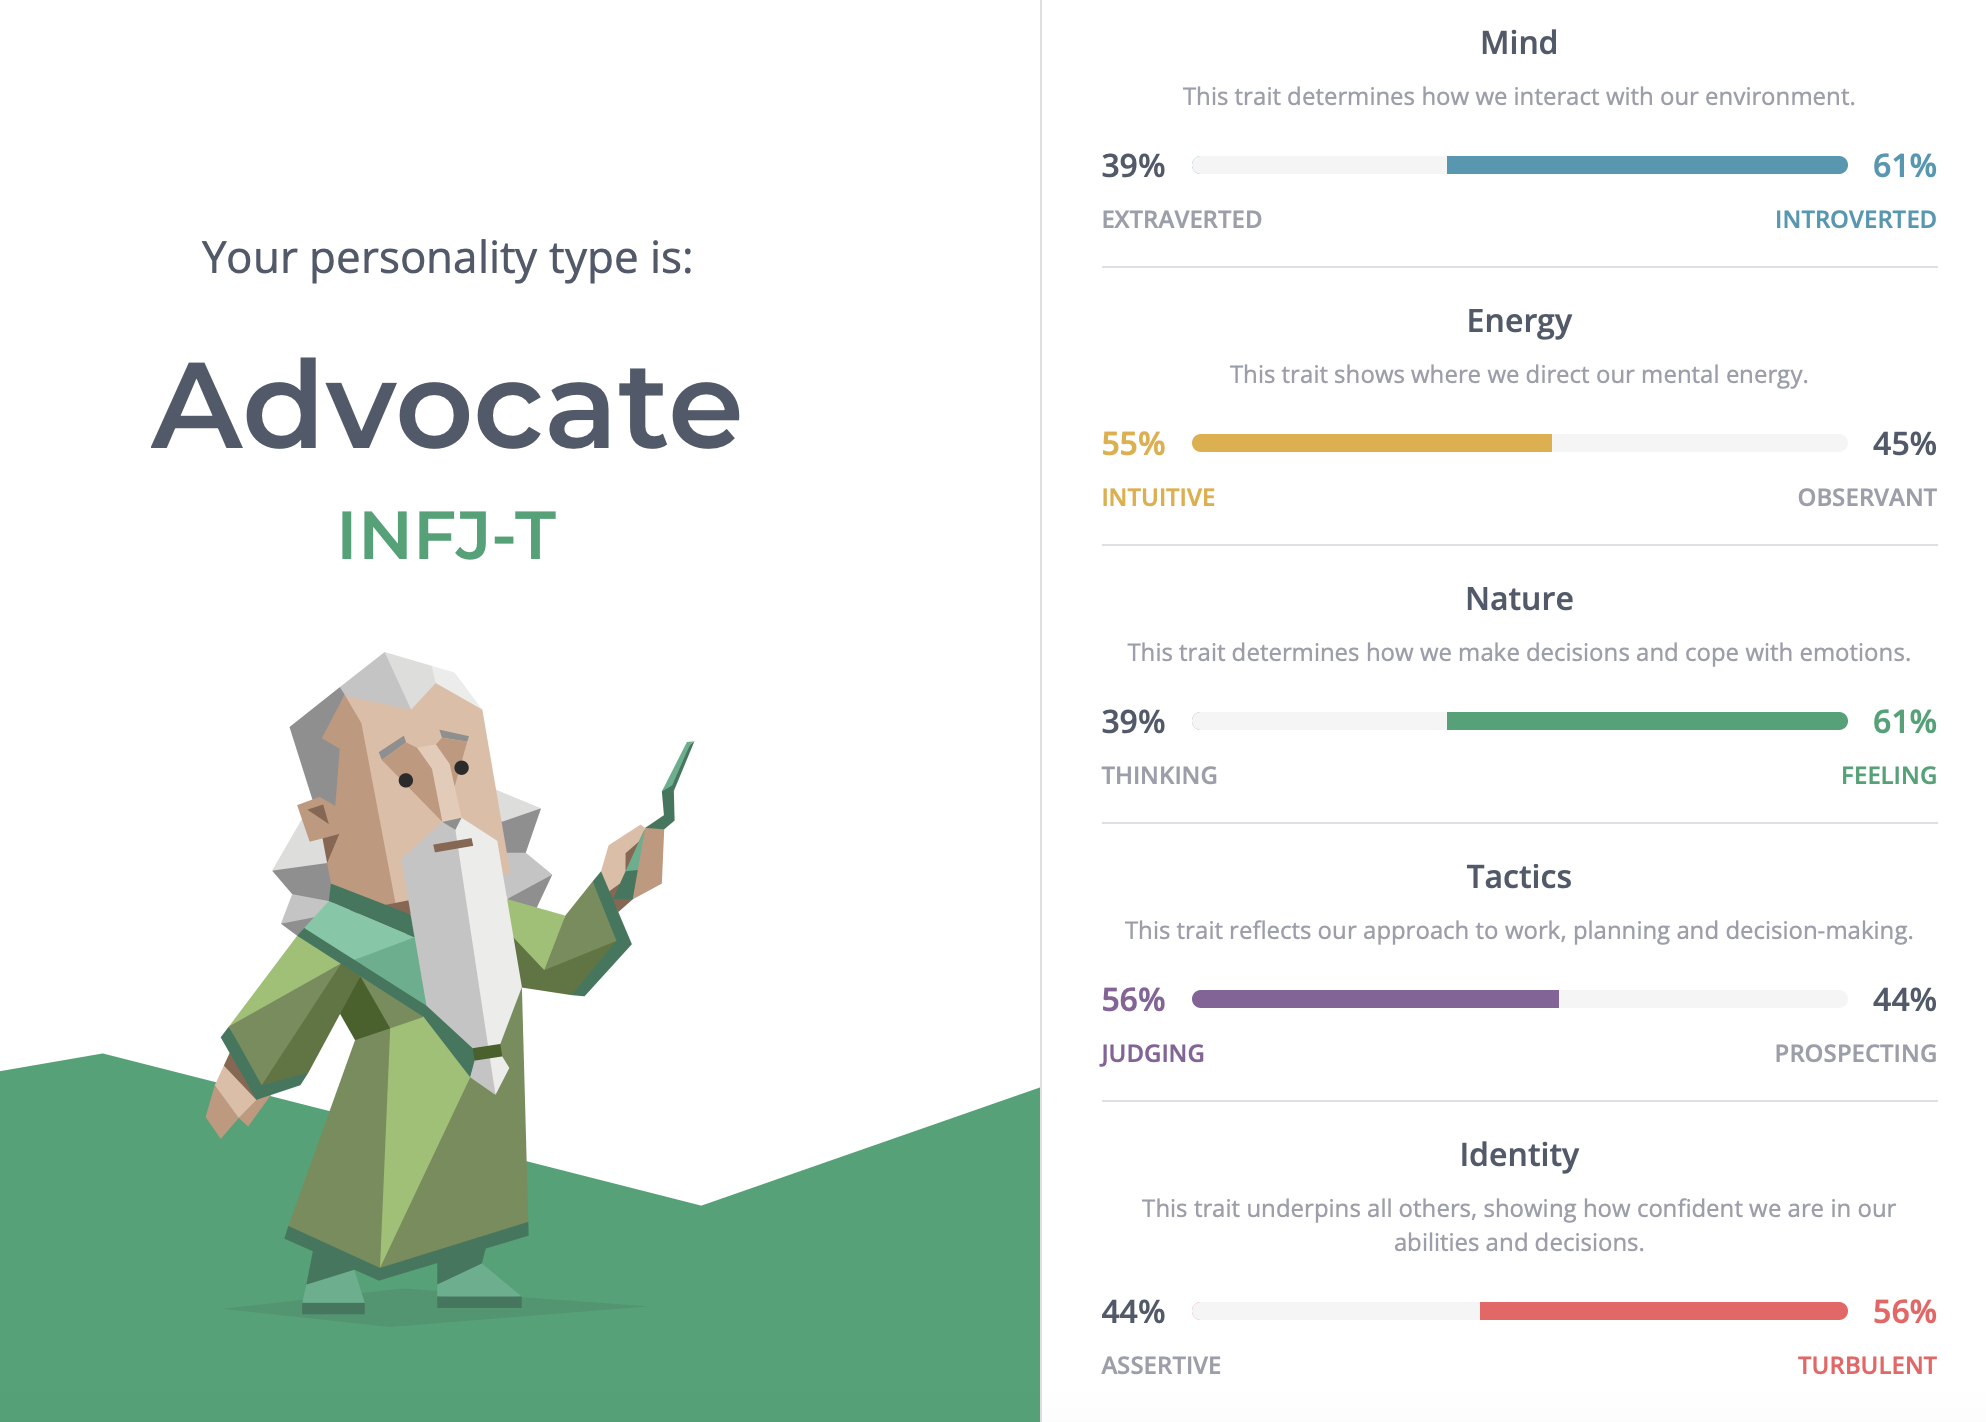 Your personality type is:
Advocate
INFJ-T
Mind
This trait determines how we interact with our environment.
39% 61%
EXTRAVERTED INTROVERTED
Energy
This trait shows where we direct our mental energy.
55% 45%
INTUITIVE OBSERVANT
Nature
This trait determines how we make decisions and cope with emotions.
39% 61%
THINKING FEELING
Tactics
This trait reflects our approach to work, planning and decision-making.
56% 44%
JUDGING PROSPECTING
Identity
This trait underpins all others, showing how confident we are in our
abilities and decisions.
44% 56%
ASSERTIVE TURBULENT